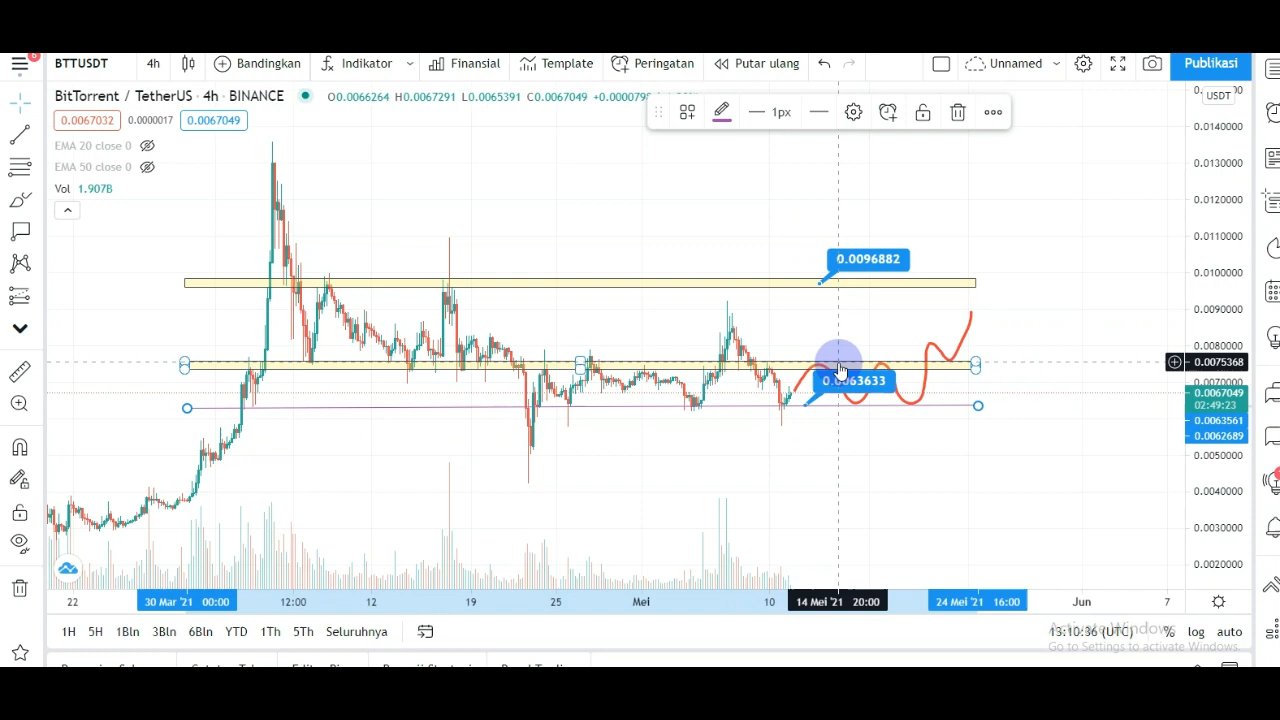 BTTUSDT 4h Bandingkan Indikator Finansial Template Peringatan Putar ulang Unnamed Publikasi
BitTorrent / TetherUS · 4h · BINANCE O0.0066264 H0.0067291 L0.0065391 C0.0067049
0.0067032 0.0000017 0.0067049
EMA 20 close 0
EMA 50 close 0
Vol 1.907B
1px
USDT
0.0140000
0.0130000
0.0120000
0.0110000
0.0100000
0.0090000
0.0080000
0.0075368
0.0070000
0.0067049
02:49:23
0.0063561
0.0062689
0.0050000
0.0040000
0.0030000
0.0020000
0.0096882
0.0063633
22 30 Mar '21 00:00 12:00 12 19 25 Mei 10 14 Mei '21 20:00 24 Mei '21 16:00 Jun 7
1H 5H 1Bln 3Bln 6Bln YTD 1Th 5Th Seluruhnya 13:10:36 (UTC) % log auto
Activate Windows
Go to Settings to activate Windows.